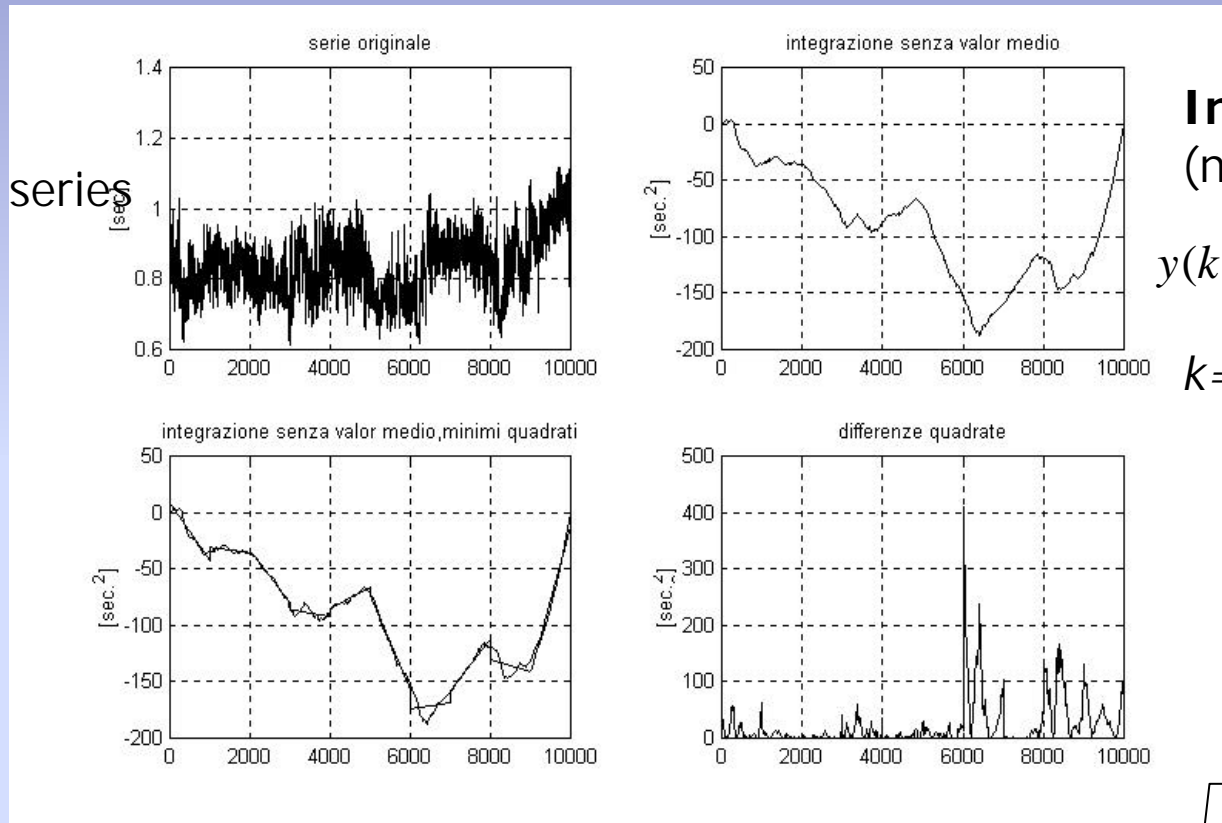 serie originale
1.4
1.2
1
0.8
0.6
[sec.]
0 2000 4000 6000 8000 10000
series
integrazione senza valor medio
50
0
-50
-100
-150
-200
[sec.²]
0 2000 4000 6000 8000 10000
(n
y(k
k=
integrazione senza valor medio,minimi quadrati
50
0
-50
-100
-150
-200
[sec.²]
0 2000 4000 6000 8000 10000
differenze quadrate
500
400
300
200
100
0
[sec.²]
0 2000 4000 6000 8000 10000